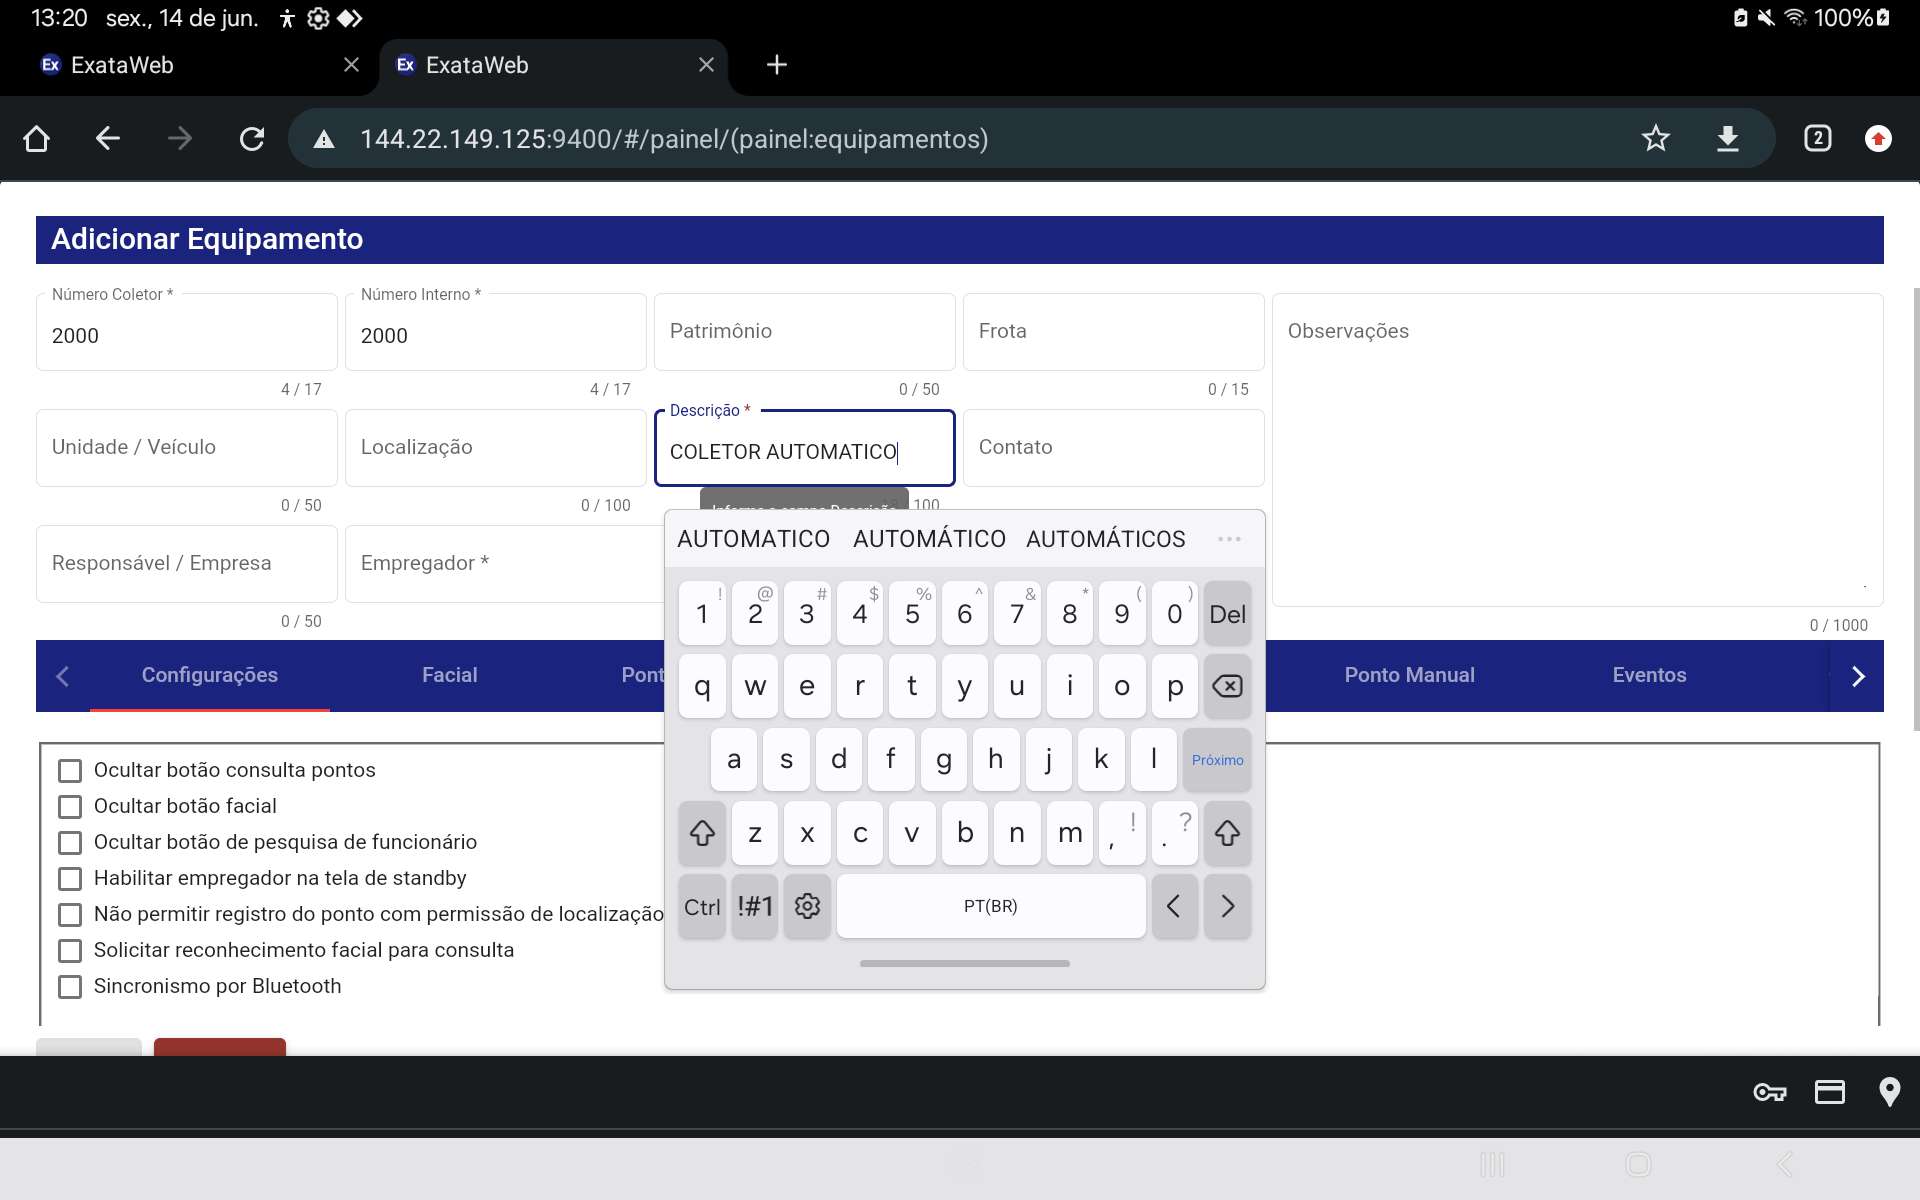 13:20 sex., 14 de jun. 100%
Ex ExataWeb Ex ExataWeb
144.22.149.125:9400/#/painel/(painel:equipamentos) 2
Adicionar Equipamento
Número Coletor * Número Interno *
2000 2000 Patrimônio Frota Observações
4 / 17 4 / 17 0 / 50 0 / 15
Descrição *
Unidade / Veículo Localização COLETOR AUTOMATICO Contato
0 / 50 0 / 100 100
AUTOMATICO AUTOMÁTICO AUTOMÁTICOS ...
Responsável / Empresa Empregador *
0 / 50 0 / 1000
! @ # $ % ^ & * ( )
1 2 3 4 5 6 7 8 9 0 Del
Configurações Facial Pont Ponto Manual Eventos
q w e r t y u i o p
a s d f g h j k l Próximo
z x c v b n m , ! . ?
Ctrl !#1 PT(BR) < >
Ocultar botão consulta pontos
Ocultar botão facial
Ocultar botão de pesquisa de funcionário
Habilitar empregador na tela de standby
Não permitir registro do ponto com permissão de localização
Solicitar reconhecimento facial para consulta
Sincronismo por Bluetooth